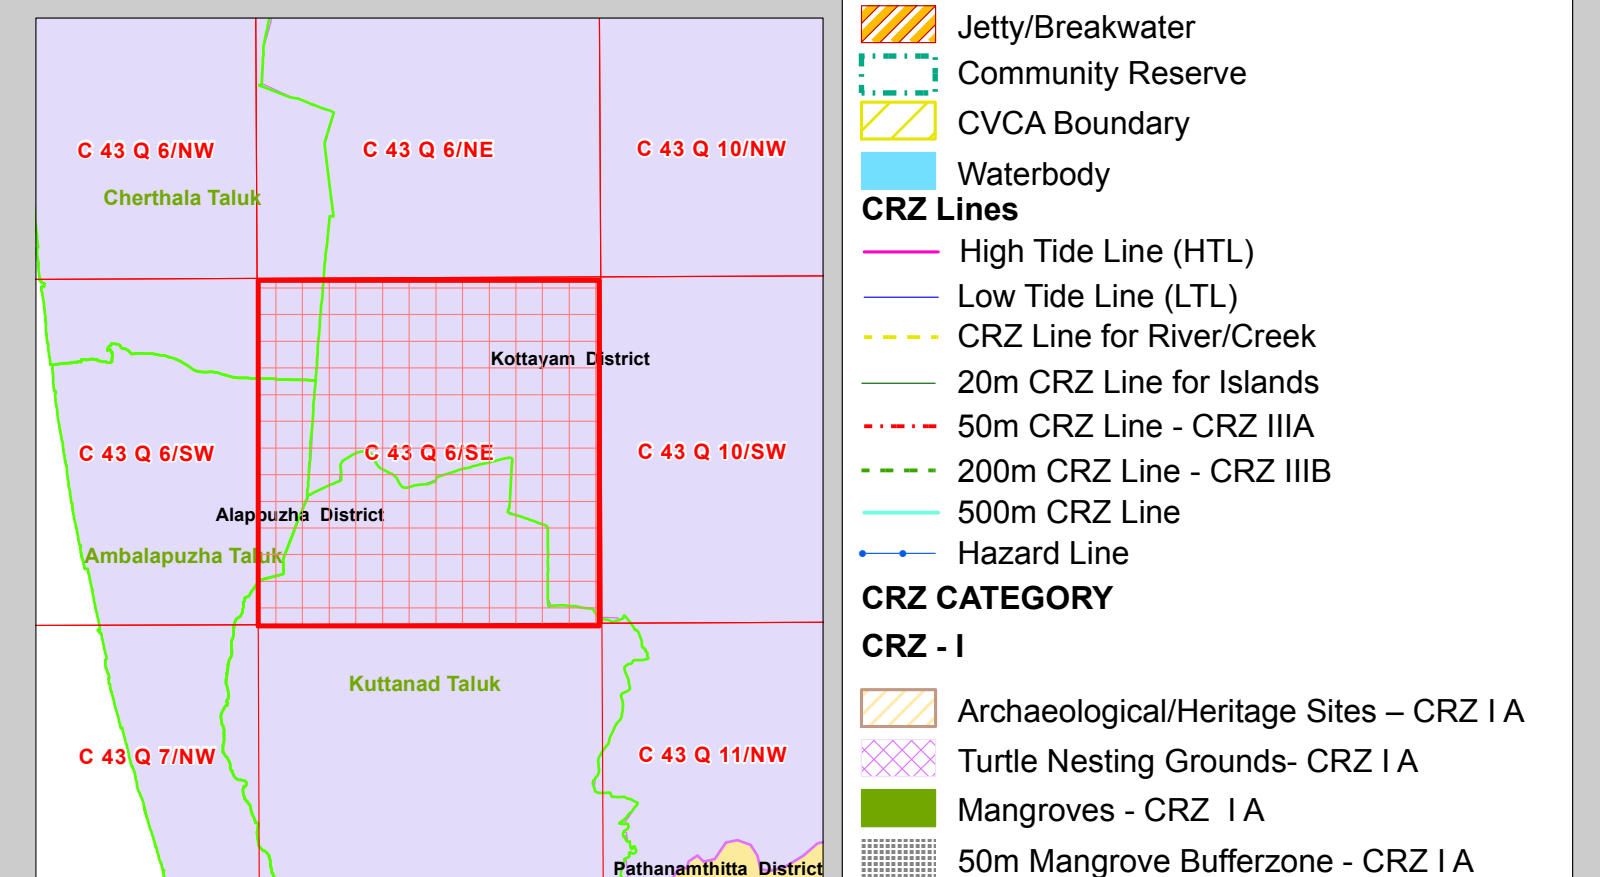 C 43 Q 6/NW
C 43 Q 6/NE
C 43 Q 10/NW
Cherthala Taluk
Kottayam District
C 43 Q 6/SW
C 43 Q 6/SE
C 43 Q 10/SW
Alappuzha District
Ambalapuzha Taluk
Kuttanad Taluk
C 43 Q 7/NW
C 43 Q 11/NW
Pathanamthitta District
Jetty/Breakwater
Community Reserve
CVCA Boundary
Waterbody
CRZ Lines
High Tide Line (HTL)
Low Tide Line (LTL)
CRZ Line for River/Creek
20m CRZ Line for Islands
50m CRZ Line - CRZ IIIA
200m CRZ Line - CRZ IIIB
500m CRZ Line
Hazard Line
CRZ CATEGORY
CRZ - I
Archaeological/Heritage Sites – CRZ I A
Turtle Nesting Grounds- CRZ I A
Mangroves - CRZ I A
50m Mangrove Bufferzone - CRZ I A